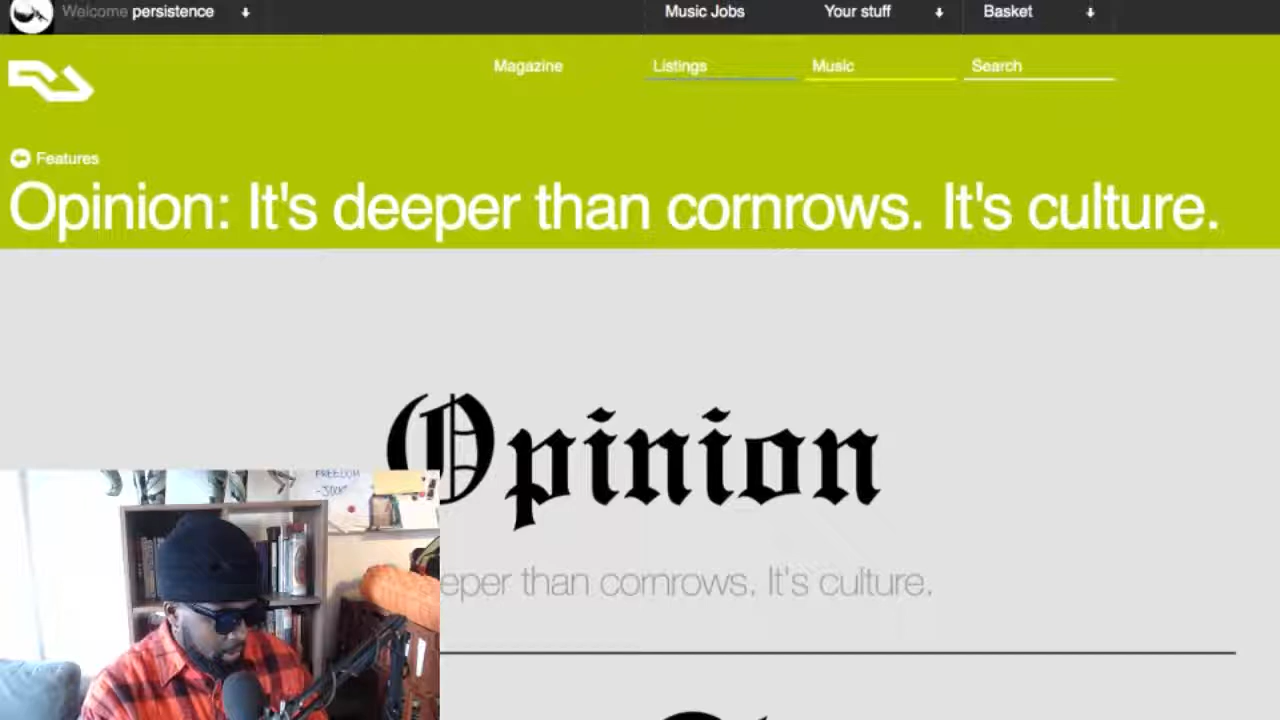 Welcome persistence
Music Jobs
Your stuff
Basket
Magazine
Listings
Music
Search
Features
Opinion: It's deeper than cornrows. It's culture.
Opinion
eper than cornrows. It's culture.
FREEDOM